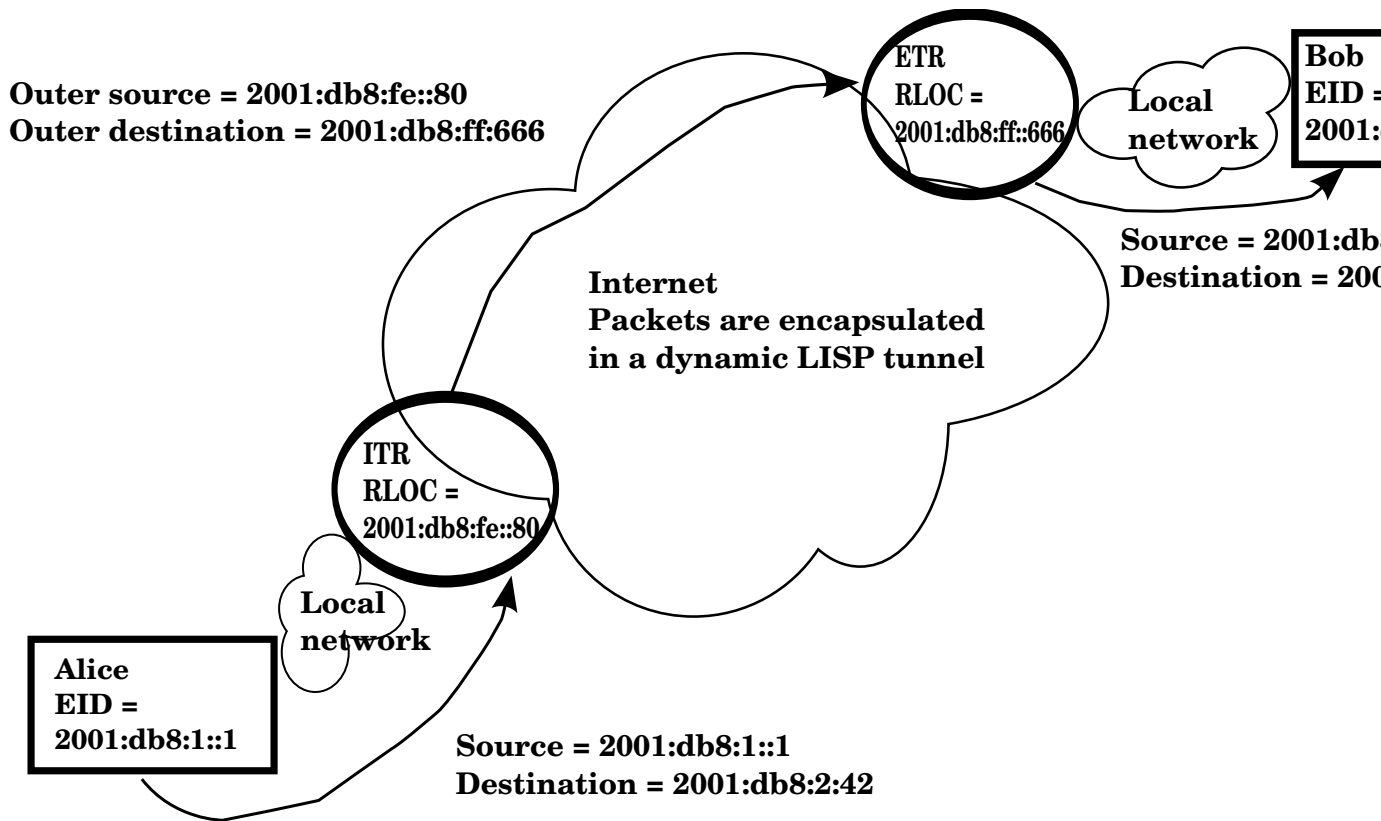 Outer source = 2001:db8:fe::80
Outer destination = 2001:db8:ff:666
ETR
RLOC =
2001:db8:ff::666
Local
network
Bob
EID =
2001:
Source = 2001:db
Destination = 200
Internet
Packets are encapsulated
in a dynamic LISP tunnel
ITR
RLOC =
2001:db8:fe::80
Local
network
Alice
EID =
2001:db8:1::1
Source = 2001:db8:1::1
Destination = 2001:db8:2:42